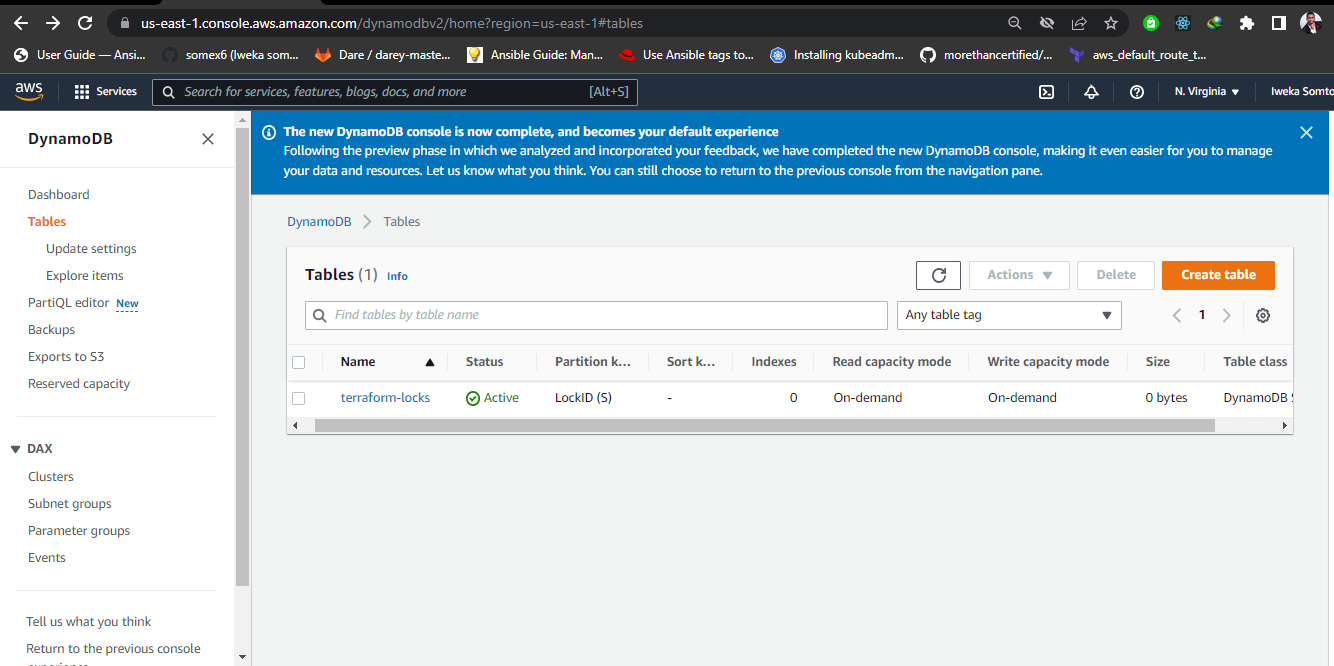 us-east-1.console.aws.amazon.com/dynamodbv2/home?region=us-east-1#tables
User Guide — Ansi... somex6 (Iweka som... Dare / darey-maste... Ansible Guide: Man... Use Ansible tags to... Installing kubeadm... morethancertified/... aws_default_route_t...
aws Services Search for services, features, blogs, docs, and more [Alt+S] N. Virginia ▼ Iweka Somto
DynamoDB
Dashboard
Tables
Update settings
Explore items
PartiQL editor New
Backups
Exports to S3
Reserved capacity
DAX
Clusters
Subnet groups
Parameter groups
Events
Tell us what you think
Return to the previous console
The new DynamoDB console is now complete, and becomes your default experience
Following the preview phase in which we analyzed and incorporated your feedback, we have completed the new DynamoDB console, making it even easier for you to manage
your data and resources. Let us know what you think. You can still choose to return to the previous console from the navigation pane.
DynamoDB > Tables
Tables (1) Info Actions ▼ Delete Create table
Find tables by table name Any table tag ▼ < 1 >
Name ▲ Status Partition k... Sort k... Indexes Read capacity mode Write capacity mode Size Table class
terraform-locks Active LockID (S) - 0 On-demand On-demand 0 bytes DynamoDB